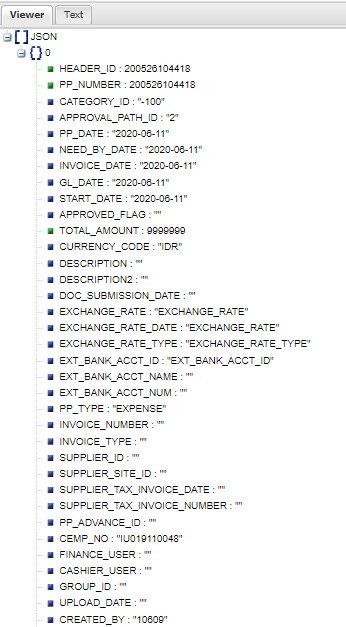 Viewer Text
JSON
0
HEADER_ID : 200526104418
PP_NUMBER : 200526104418
CATEGORY_ID : "-100"
APPROVAL_PATH_ID : "2"
PP_DATE : "2020-06-11"
NEED_BY_DATE : "2020-06-11"
INVOICE_DATE : "2020-06-11"
GL_DATE : "2020-06-11"
START_DATE : "2020-06-11"
APPROVED_FLAG : ""
TOTAL_AMOUNT : 9999999
CURRENCY_CODE : "IDR"
DESCRIPTION : ""
DESCRIPTION2 : ""
DOC_SUBMISSION_DATE : ""
EXCHANGE_RATE : "EXCHANGE_RATE"
EXCHANGE_RATE_DATE : "EXCHANGE_RATE"
EXCHANGE_RATE_TYPE : "EXCHANGE_RATE_TYPE"
EXT_BANK_ACCT_ID : "EXT_BANK_ACCT_ID"
EXT_BANK_ACCT_NAME : ""
EXT_BANK_ACCT_NUM : ""
PP_TYPE : "EXPENSE"
INVOICE_NUMBER : ""
INVOICE_TYPE : ""
SUPPLIER_ID : ""
SUPPLIER_SITE_ID : ""
SUPPLIER_TAX_INVOICE_DATE : ""
SUPPLIER_TAX_INVOICE_NUMBER : ""
PP_ADVANCE_ID : ""
CEMP_NO : "IU019110048"
FINANCE_USER : ""
CASHIER_USER : ""
GROUP_ID : ""
UPLOAD_DATE : ""
CREATED_BY : "10609"